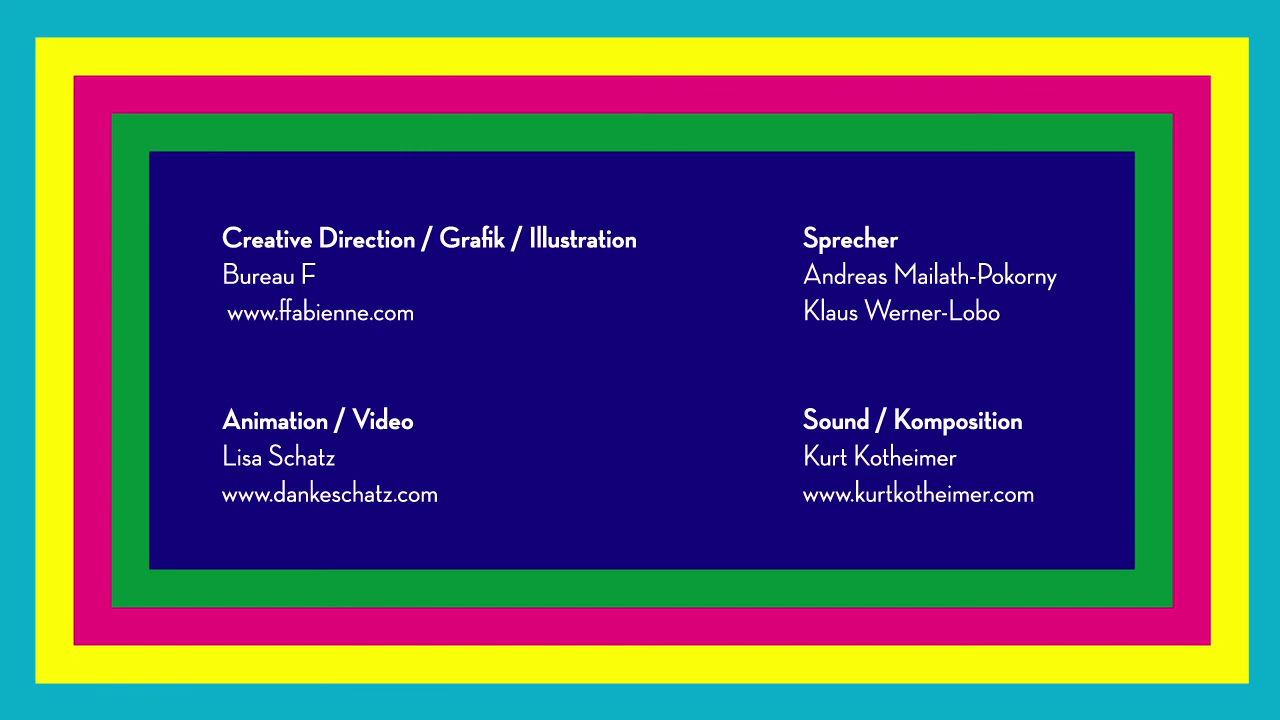 Creative Direction / Grafik / Illustration
Bureau F
www.ffabienne.com
Sprecher
Andreas Mailath-Pokorny
Klaus Werner-Lobo
Animation / Video
Lisa Schatz
www.dankeschatz.com
Sound / Komposition
Kurt Kotheimer
www.kurtkotheimer.com